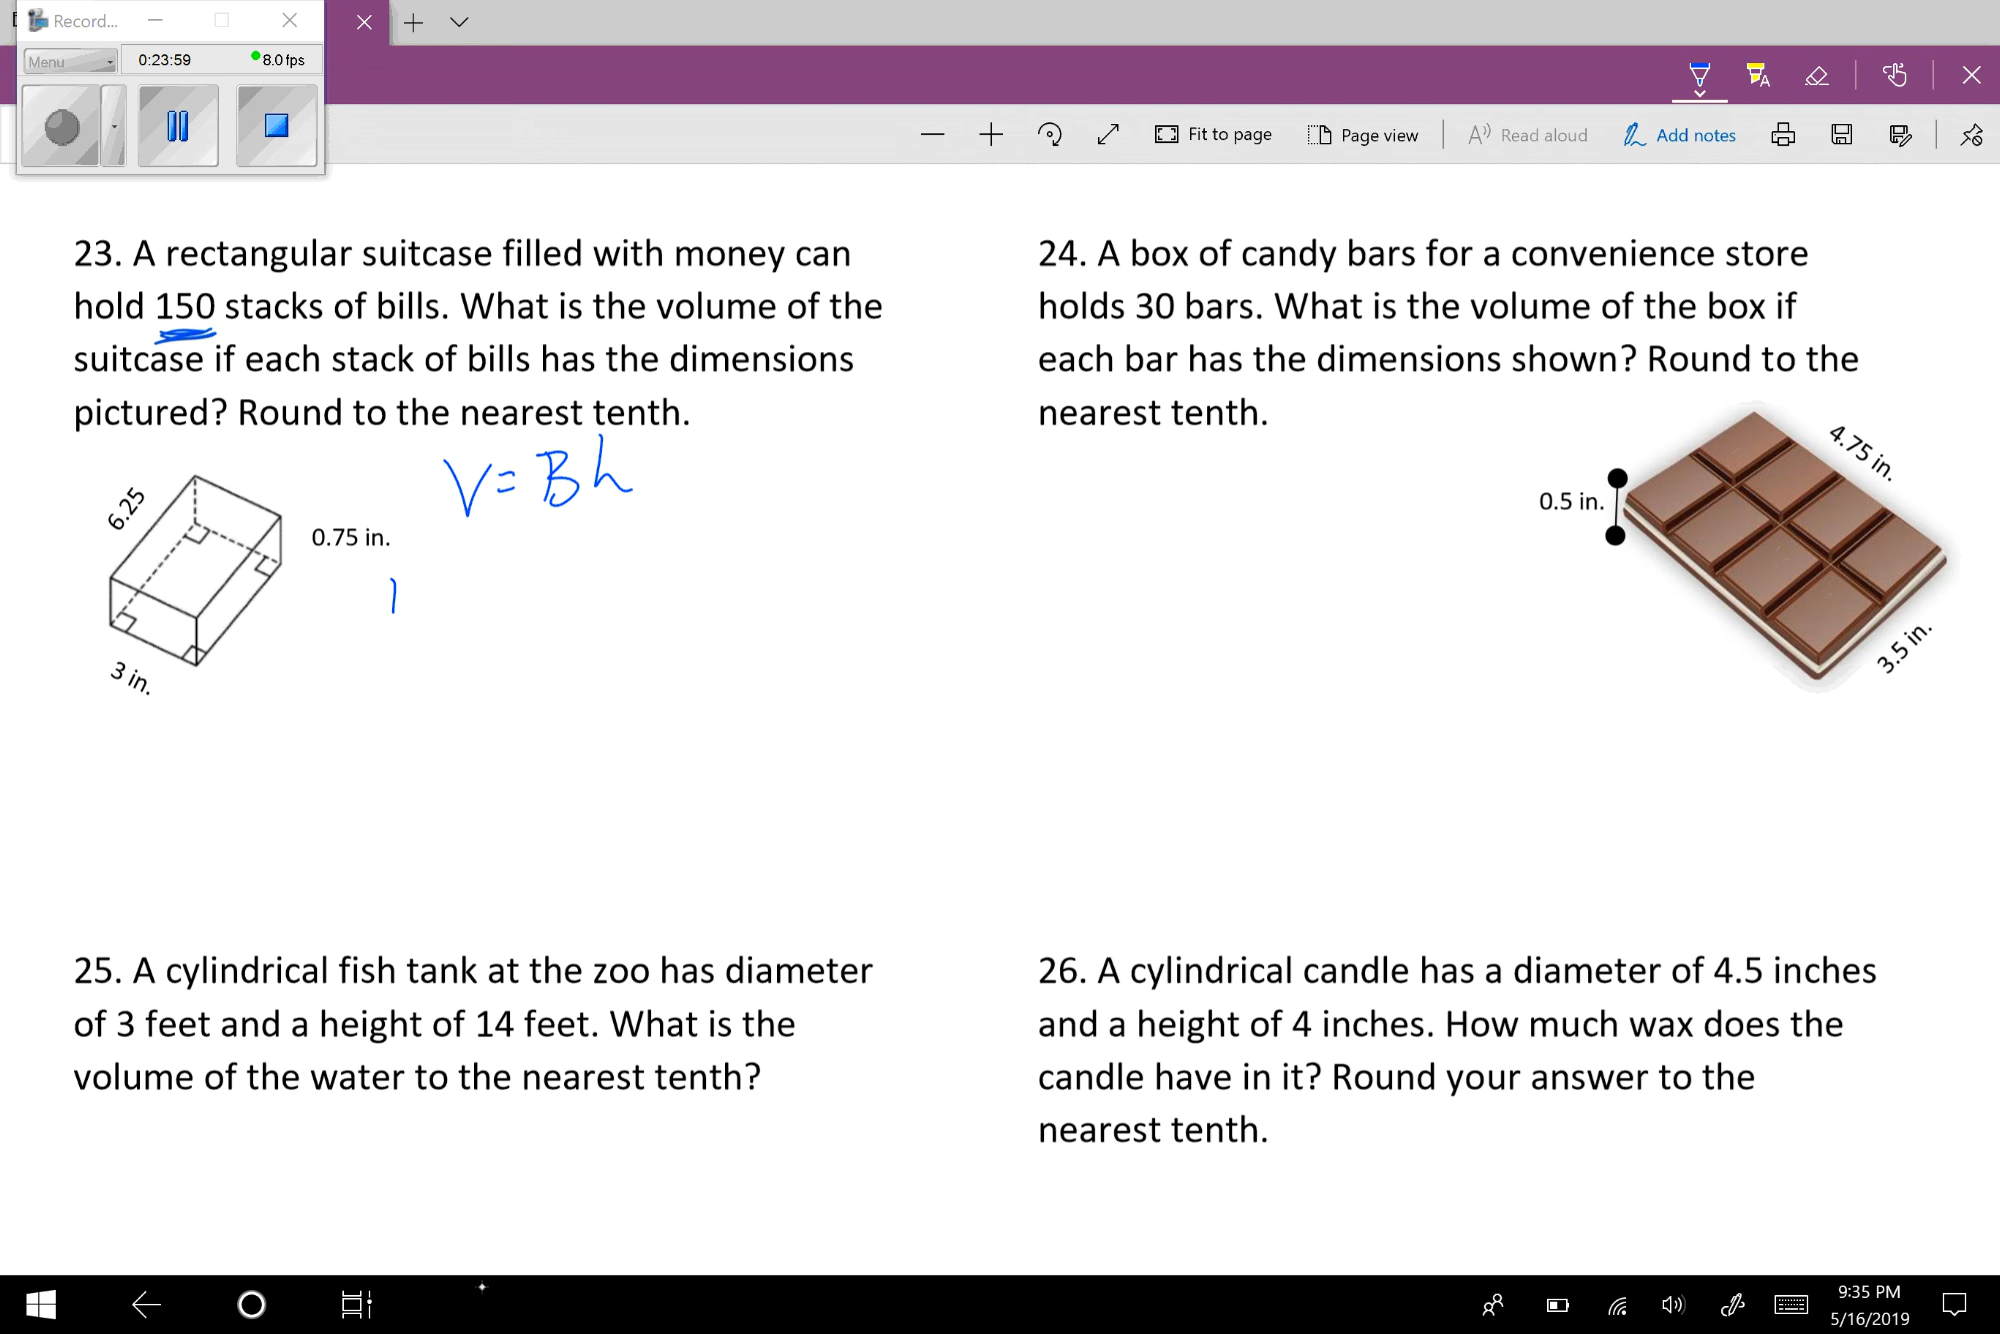 Record...
Menu
0:23:59
8.0 fps
Fit to page
Page view
Read aloud
Add notes
23. A rectangular suitcase filled with money can
hold 150 stacks of bills. What is the volume of the
suitcase if each stack of bills has the dimensions
pictured? Round to the nearest tenth.
V = Bh
6.25
0.75 in.
3 in.
24. A box of candy bars for a convenience store
holds 30 bars. What is the volume of the box if
each bar has the dimensions shown? Round to the
nearest tenth.
4.75 in.
0.5 in.
3.5 in.
25. A cylindrical fish tank at the zoo has diameter
of 3 feet and a height of 14 feet. What is the
volume of the water to the nearest tenth?
26. A cylindrical candle has a diameter of 4.5 inches
and a height of 4 inches. How much wax does the
candle have in it? Round your answer to the
nearest tenth.
9:35 PM
5/16/2019